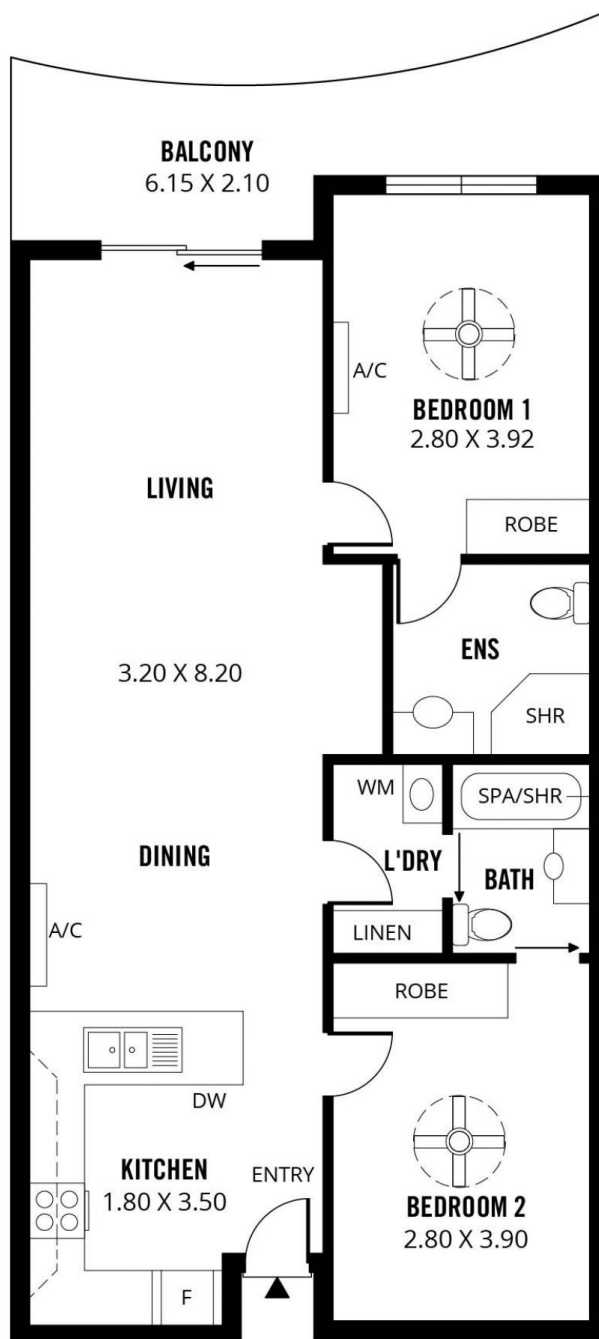 BALCONY
6.15 X 2.10
A/C
BEDROOM 1
2.80 X 3.92
LIVING
ROBE
ENS
3.20 X 8.20
SHR
WM
SPA/SHR
DINING
L'DRY
BATH
A/C
LINEN
ROBE
DW
KITCHEN
1.80 X 3.50
ENTRY
BEDROOM 2
2.80 X 3.90
F